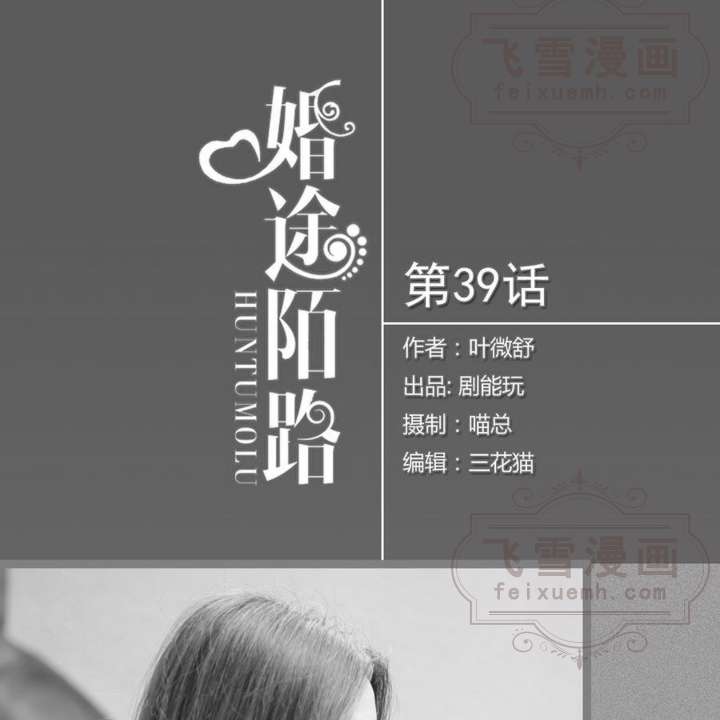 飞雪漫画
feixuemh.com
婚途陌路
HUNTUMOLU
第39话
作者：叶微舒
出品: 剧能玩
摄制：喵总
编辑：三花猫
飞雪漫画
feixuemh.com